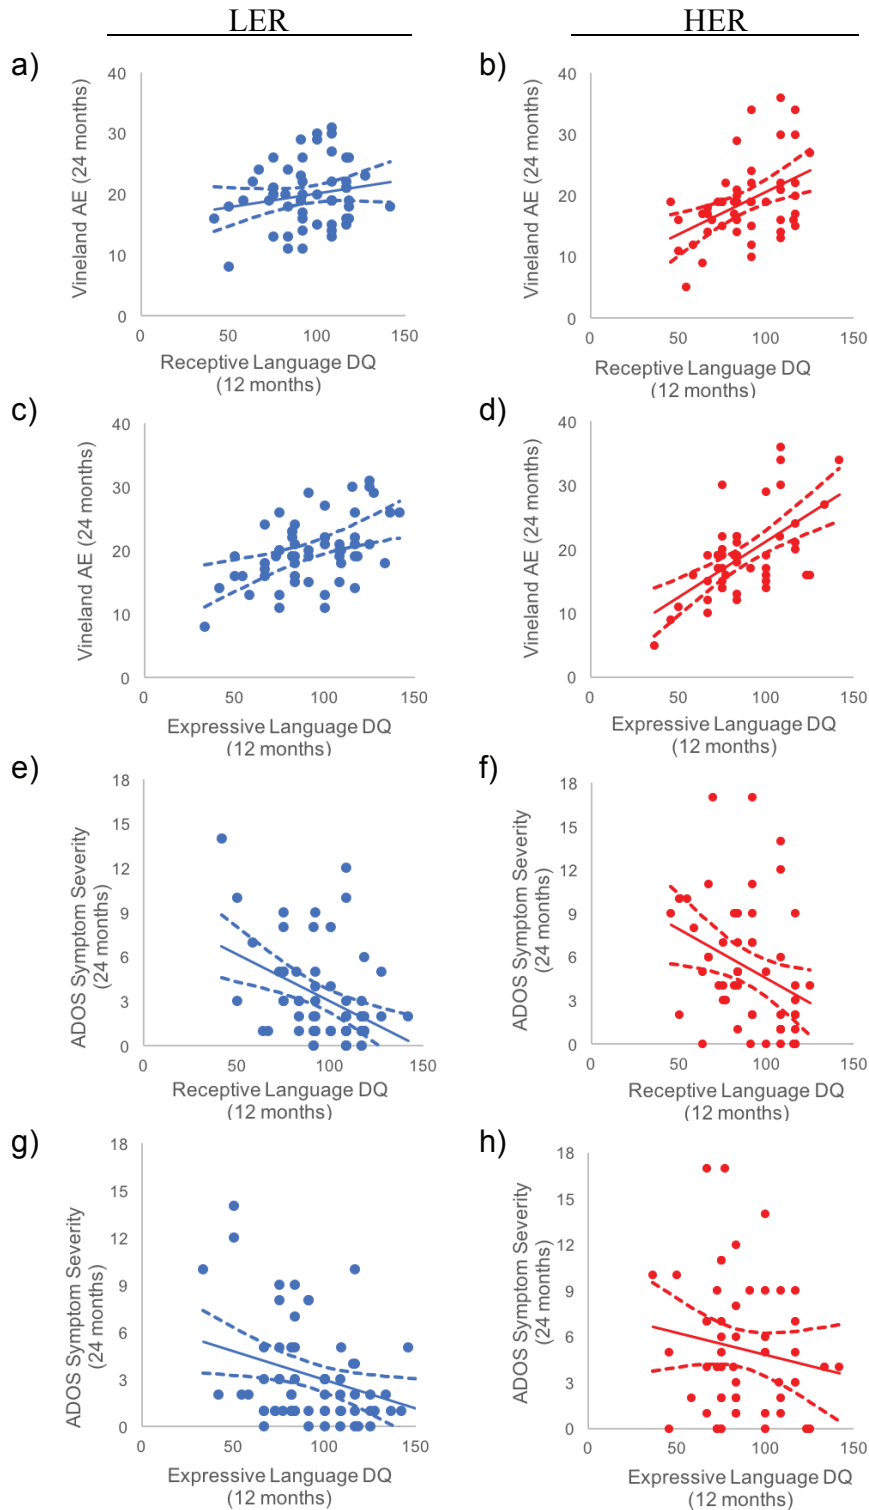 LER
HER
a)
40
30
20
10
0
0
50
100
150
Vineland AE (24 months)
Receptive Language DQ
(12 months)
b)
40
30
20
10
0
0
50
100
150
Vineland AE (24 months)
Receptive Language DQ
(12 months)
c)
40
30
20
10
0
0
50
100
150
Vineland AE (24 months)
Expressive Language DQ
(12 months)
d)
40
30
20
10
0
0
50
100
150
Vineland AE (24 months)
Expressive Language DQ
(12 months)
e)
18
15
12
9
6
3
0
0
50
100
150
ADOS Symptom Severity
(24 months)
Receptive Language DQ
(12 months)
f)
18
15
12
9
6
3
0
0
50
100
150
ADOS Symptom Severity
(24 months)
Receptive Language DQ
(12 months)
g)
18
15
12
9
6
3
0
0
50
100
150
ADOS Symptom Severity
(24 months)
Expressive Language DQ
(12 months)
h)
18
15
12
9
6
3
0
0
50
100
150
ADOS Symptom Severity
(24 months)
Expressive Language DQ
(12 months)